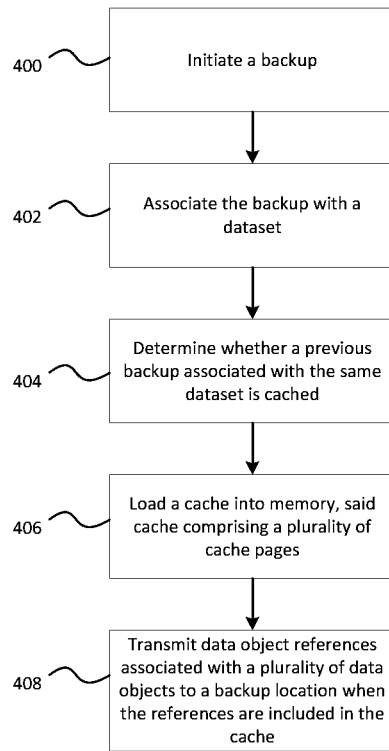 400
Initiate a backup
402
Associate the backup with a
dataset
404
Determine whether a previous
backup associated with the same
dataset is cached
406
Load a cache into memory, said
cache comprising a plurality of
cache pages
408
Transmit data object references
associated with a plurality of data
objects to a backup location when
the references are included in the
cache